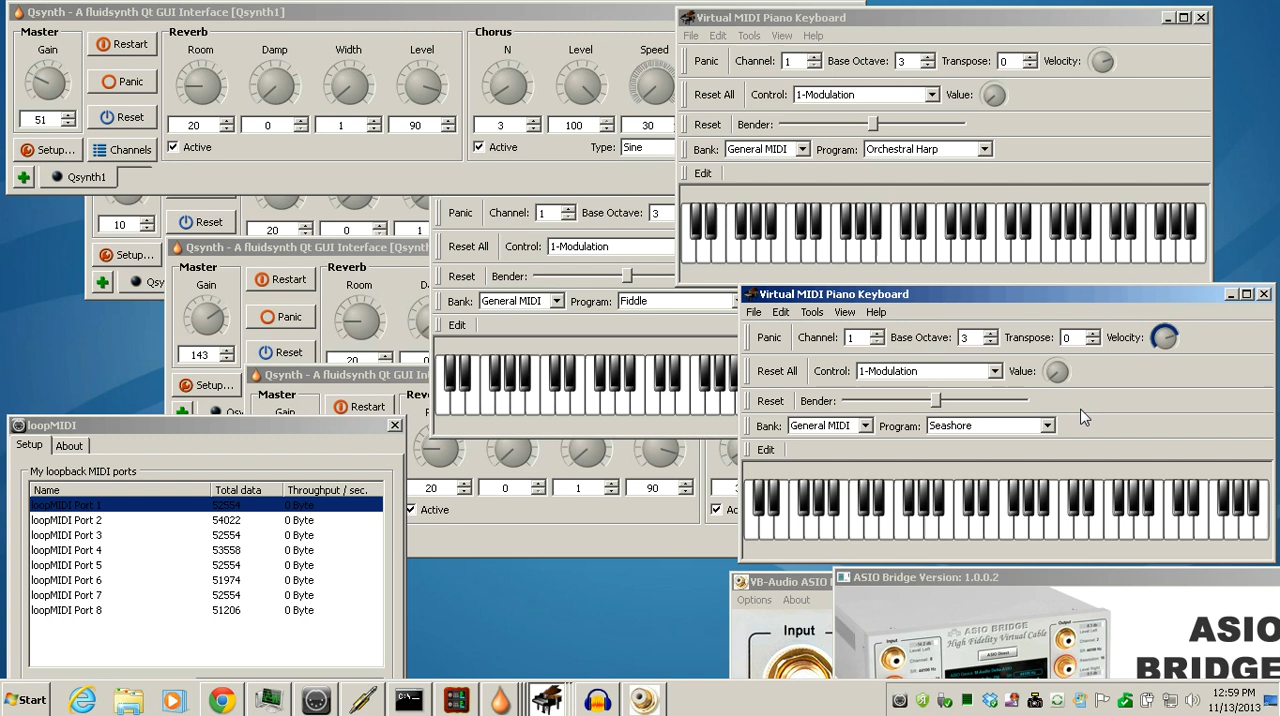 Qsynth - A fluidsynth Qt GUI Interface [Qsynth1]
Master
Gain
51
Restart
Panic
Reset
Setup...
Channels
Qsynth1
Reverb
Room Damp Width Level
20 0 1 90
Active
Chorus
N Level Speed
3 100 30
Active Type: Sine
Virtual MIDI Piano Keyboard
File Edit Tools View Help
Panic Channel: 1 Base Octave: 3 Transpose: 0 Velocity:
Reset All Control: 1-Modulation Value:
Reset Bender:
Bank: General MIDI Program: Orchestral Harp
Edit
10
Reset
Setup...
20 0 1
Qsynth - A fluidsynth Qt GUI Interface [Qsynth
Master
Gain
143
Restart
Panic
Reset
Setup...
Reverb
Room
20 0
Panic Channel: 1 Base Octave: 3
Reset All Control: 1-Modulation
Reset Bender:
Bank: General MIDI Program: Fiddle
Edit
Qsynth - A fluidsynth Qt GUI Int
Master
Gain
Restart
20 0 1 90
Active
Virtual MIDI Piano Keyboard
File Edit Tools View Help
Panic Channel: 1 Base Octave: 3 Transpose: 0 Velocity:
Reset All Control: 1-Modulation Value:
Reset Bender:
Bank: General MIDI Program: Seashore
Edit
loopMIDI
Setup About
My loopback MIDI ports
Name Total data Throughput / sec.
loopMIDI Port 1 52554 0 Byte
loopMIDI Port 2 54022 0 Byte
loopMIDI Port 3 52554 0 Byte
loopMIDI Port 4 53558 0 Byte
loopMIDI Port 5 52554 0 Byte
loopMIDI Port 6 51974 0 Byte
loopMIDI Port 7 52554 0 Byte
loopMIDI Port 8 51206 0 Byte
VB-Audio ASIO
Options About
Input
ASIO Bridge Version: 1.0.0.2
ASIO BRIDGE
High Fidelity Virtual Cable
Input
Output
ASIO
BRIDGE
Start
12:59 PM
11/13/2013